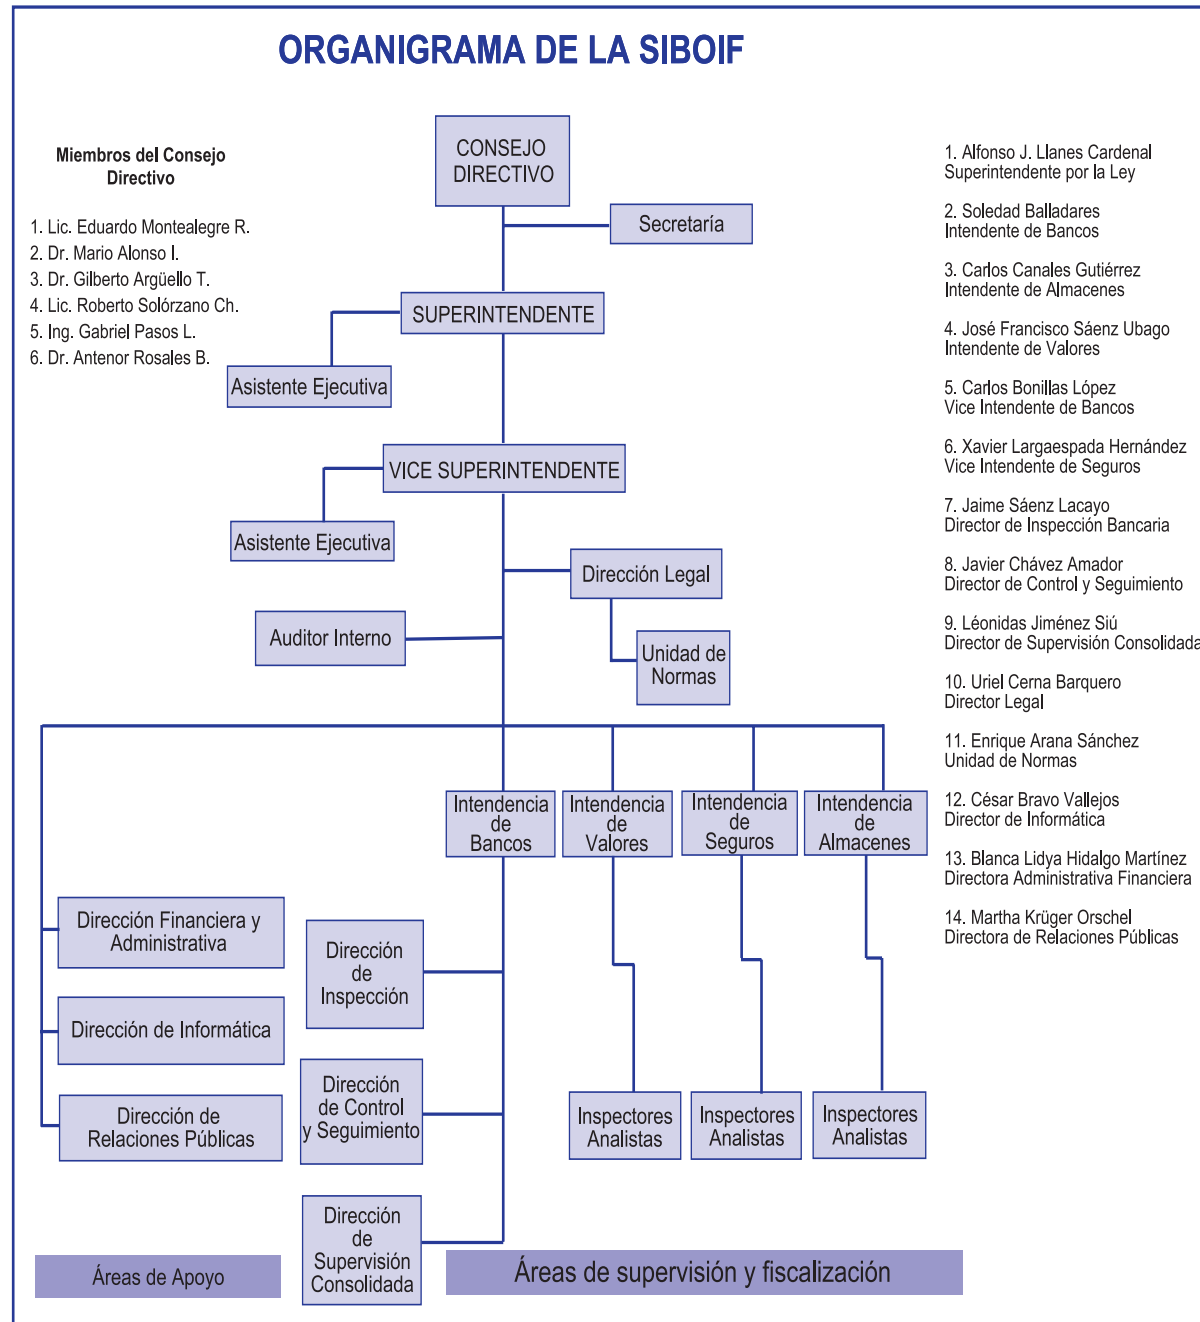 ORGANIGRAMA DE LA SIBOIF
Miembros del Consejo
Directivo
1. Lic. Eduardo Montealegre R.
2. Dr. Mario Alonso I.
3. Dr. Gilberto Argüello T.
4. Lic. Roberto Solórzano Ch.
5. Ing. Gabriel Pasos L.
6. Dr. Antenor Rosales B.
CONSEJO
DIRECTIVO
Secretaría
SUPERINTENDENTE
Asistente Ejecutiva
VICE SUPERINTENDENTE
Asistente Ejecutiva
Dirección Legal
Auditor Interno
Unidad de
Normas
Intendencia
de
Bancos
Intendencia
de
Valores
Intendencia
de
Seguros
Intendencia
de
Almacenes
Dirección Financiera y
Administrativa
Dirección de Informática
Dirección de
Relaciones Públicas
Dirección
de
Inspección
Dirección
de Control
y Seguimiento
Dirección
de
Supervisión
Consolidada
Inspectores
Analistas
Inspectores
Analistas
Inspectores
Analistas
Áreas de Apoyo
Áreas de supervisión y fiscalización
1. Alfonso J. Llanes Cardenal
Superintendente por la Ley
2. Soledad Balladares
Intendente de Bancos
3. Carlos Canales Gutiérrez
Intendente de Almacenes
4. José Francisco Sáenz Ubago
Intendente de Valores
5. Carlos Bonillas López
Vice Intendente de Bancos
6. Xavier Largaespada Hernández
Vice Intendente de Seguros
7. Jaime Sáenz Lacayo
Director de Inspección Bancaria
8. Javier Chávez Amador
Director de Control y Seguimiento
9. Léonidas Jiménez Siú
Director de Supervisión Consolidada
10. Uriel Cerna Barquero
Director Legal
11. Enrique Arana Sánchez
Unidad de Normas
12. César Bravo Vallejos
Director de Informática
13. Blanca Lidya Hidalgo Martínez
Directora Administrativa Financiera
14. Martha Krüger Orschel
Directora de Relaciones Públicas